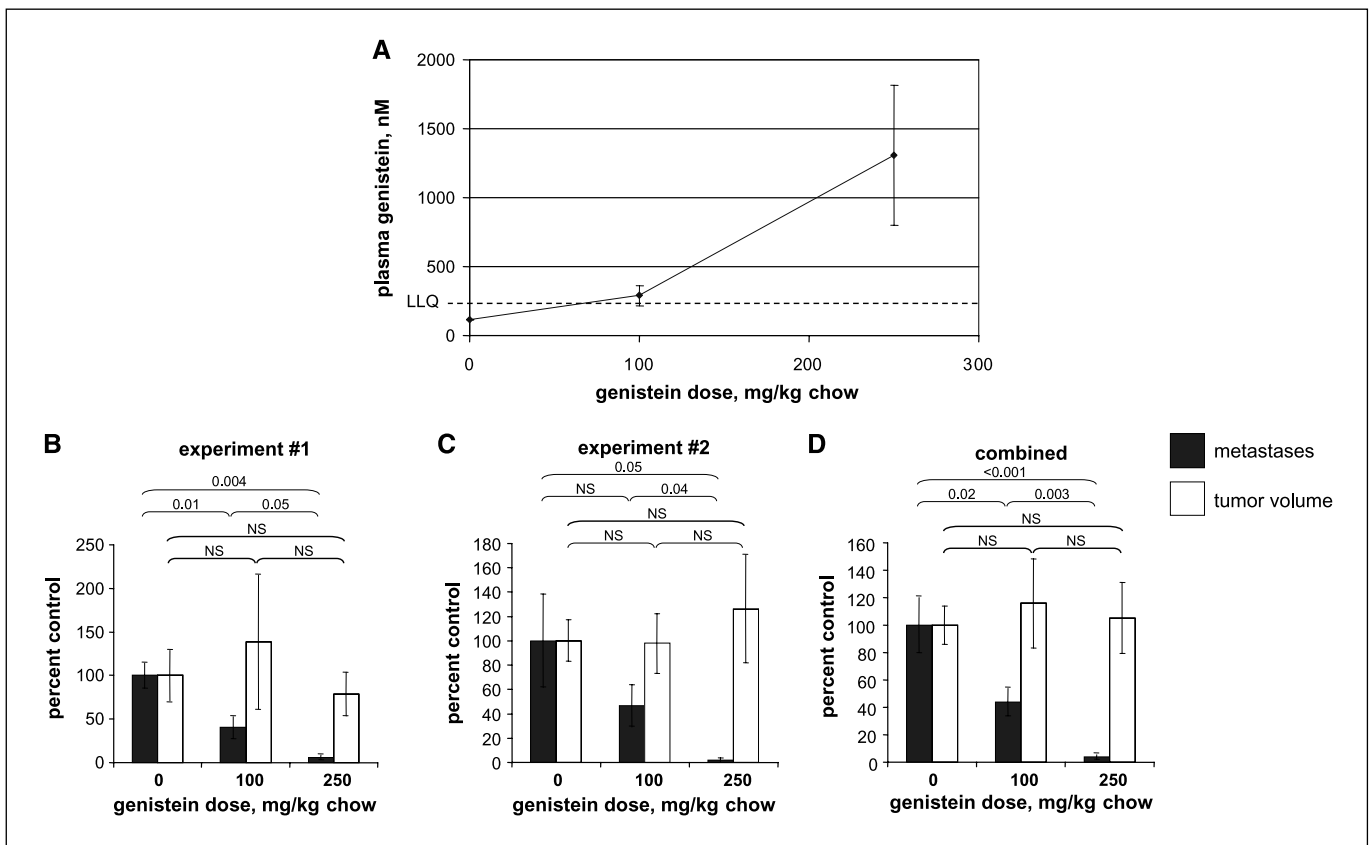 A
2000
1500
1000
500
0
plasma genistein, nM
LLQ
0 100 200 300
genistein dose, mg/kg chow
B
experiment #1
0.004
0.01 0.05
NS
NS NS
250
200
150
100
50
0
percent control
0 100 250
genistein dose, mg/kg chow
C
experiment #2
0.05
NS 0.04
NS
NS NS
180
160
140
120
100
80
60
40
20
0
percent control
0 100 250
genistein dose, mg/kg chow
D
combined
<0.001
0.02 0.003
NS
NS NS
160
140
120
100
80
60
40
20
0
percent control
0 100 250
genistein dose, mg/kg chow
metastases
tumor volume